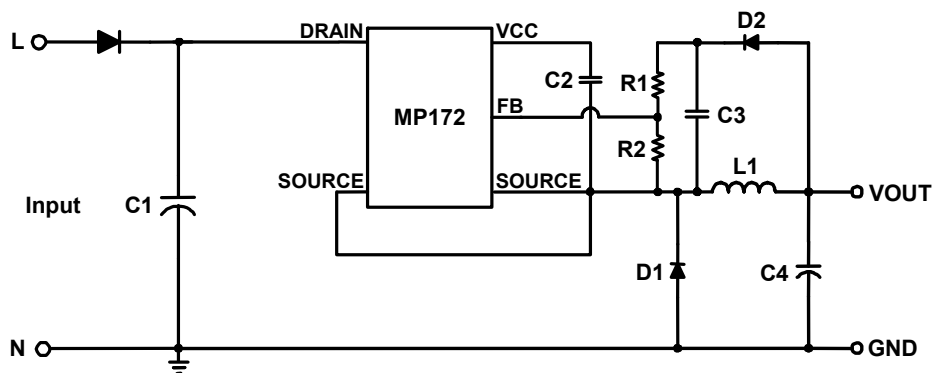 D2
L
DRAIN
VCC
C2
R1
FB
C3
MP172
R2
L1
SOURCE
SOURCE
VOUT
Input
C1
D1
C4
N
GND